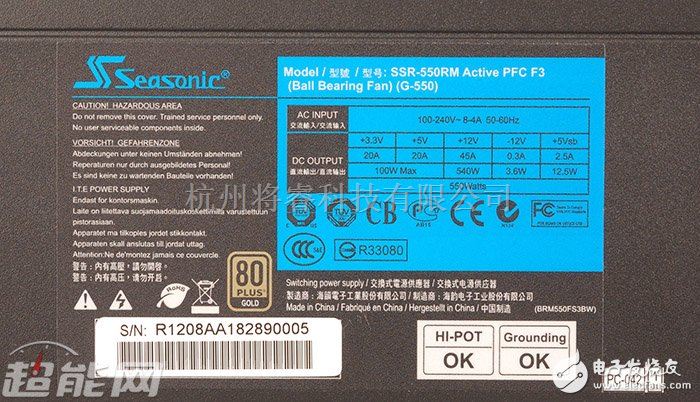 Seasonic®
CAUTION! HAZARDOUS AREA
Do not remove this cover. Trained service personnel only.
No user serviceable components inside.
VORSICHT! GEFAHRENZONE
Abdeckungen unter keinen Umständen abnehmen
Reparaturen nur durch ausgebildetes Personal
Es sind keine zu wartenden Bauteile vorhanden!
I.T.E POWER SUPPLY
Endast för kontorsmaskin.
Laite on liitettava suojamaadoituskoskettimilla varustettuun
pistorasiaan.
Apparatet ma tilkoples jordet stikkontakt.
Apparaten skall anslutas till jordat uttag.
Attention:Ne démontez jamais ce couvercle.
警告：內有高壓，請勿開啓。
警告：内有高压，请勿开启。
RoHS
80
PLUS®
GOLD
Model / 型號 / 型号: SSR-550RM Active PFC F3
(Ball Bearing Fan) (G-550)
AC INPUT
交流輸入/交流输入
100-240V~ 8-4A 50-60Hz
DC OUTPUT
直流輸出/直流输出
+3.3V +5V +12V -12V +5Vsb
20A 20A 45A 0.3A 2.5A
100W Max 540W 3.6W 12.5W
550Watts
杭州将睿科技有限公司
TUV TUV CB PG FC
AB15
CCC
R33080
Switching power supply / 交換式電源供應器 / 交换式电源供应器
製造商：海韻電子工業股份有限公司 / 海韵电子工业股份有限公司
Made in China / Fabriqué en China / Hergestellt in China / 中国制造
(BRM550FS3BW)
S/N: R1208AA182890005
HI-POT
OK
Grounding
OK
PC-0421
超能网
电子发烧友